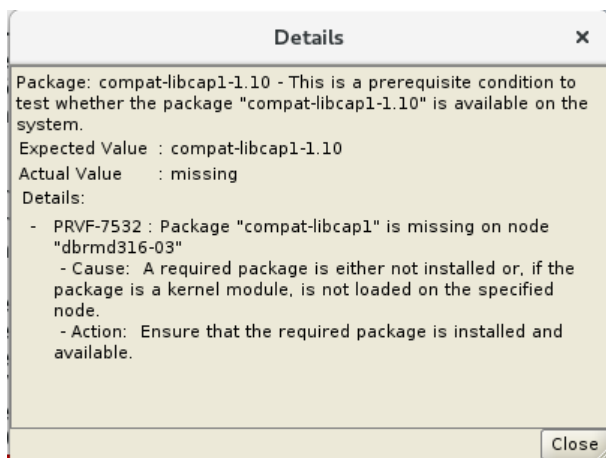 Details
Package: compat-libcap1-1.10 - This is a prerequisite condition to
test whether the package "compat-libcap1-1.10" is available on the
system.
Expected Value : compat-libcap1-1.10
Actual Value : missing
Details:
- PRVF-7532 : Package "compat-libcap1" is missing on node
"dbrmd316-03"
- Cause: A required package is either not installed or, if the
package is a kernel module, is not loaded on the specified
node.
- Action: Ensure that the required package is installed and
available.
Close